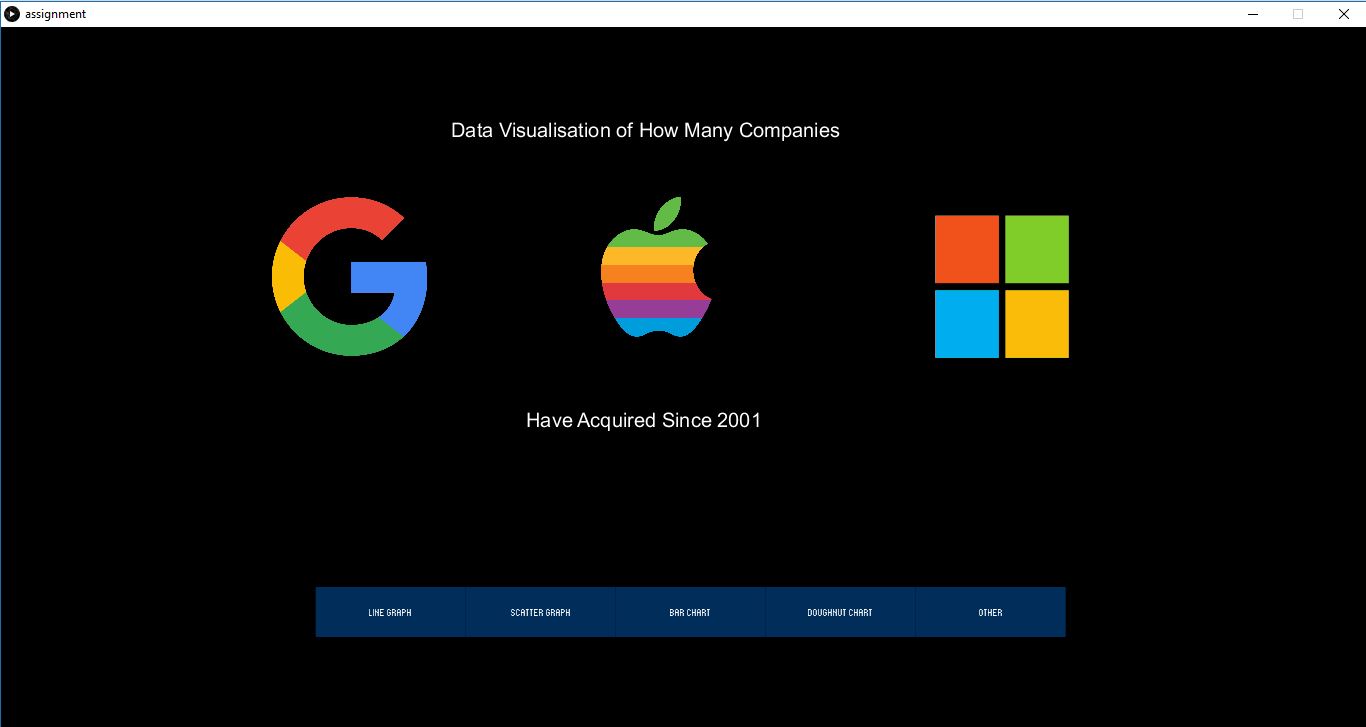 assignment
Data Visualisation of How Many Companies
Have Acquired Since 2001
LINE GRAPH
SCATTER GRAPH
BAR CHART
DOUGHNUT CHART
OTHER